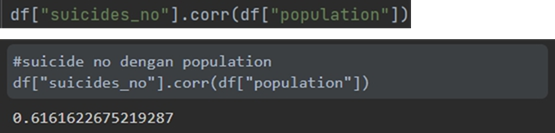 df["suicides_no"].corr(df["population"])
#suicide no dengan population
df["suicides_no"].corr(df["population"])
0.6161622675219287